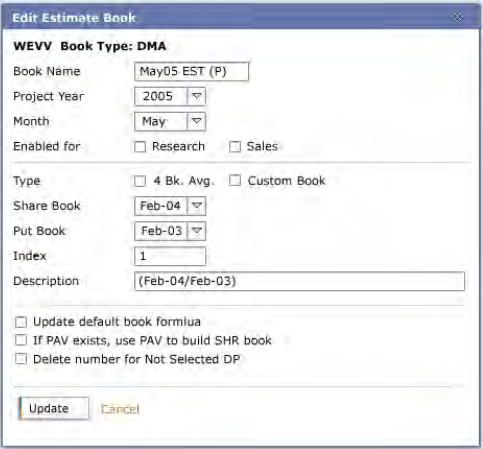 Edit Estimate Book
WEVV Book Type: DMA
Book Name May05 EST (P)
Project Year 2005
Month May
Enabled for Research Sales
Type 4 Bk. Avg. Custom Book
Share Book Feb-04
Put Book Feb-03
Index 1
Description (Feb-04/Feb-03)
Update default book formlua
If PAV exists, use PAV to build SHR book
Delete number for Not Selected DP
Update Cancel